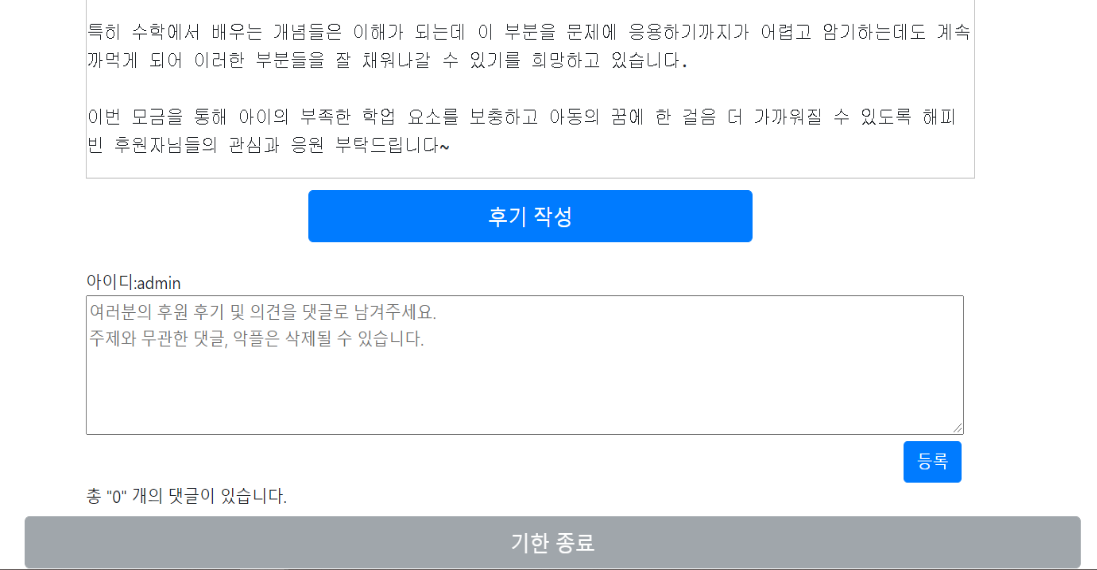 특히 수학에서 배우는 개념들은 이해가 되는데 이 부분을 문제에 응용하기까지가 어렵고 암기하는데도 계속
까먹게 되어 이러한 부분들을 잘 채워나갈 수 있기를 희망하고 있습니다.
이번 모금을 통해 아이의 부족한 학업 요소를 보충하고 아동의 꿈에 한 걸음 더 가까워질 수 있도록 해피
빈 후원자님들의 관심과 응원 부탁드립니다~
후기 작성
아이디:admin
여러분의 후원 후기 및 의견을 댓글로 남겨주세요.
주제와 무관한 댓글, 악플은 삭제될 수 있습니다.
등록
총 "0" 개의 댓글이 있습니다.
기한 종료